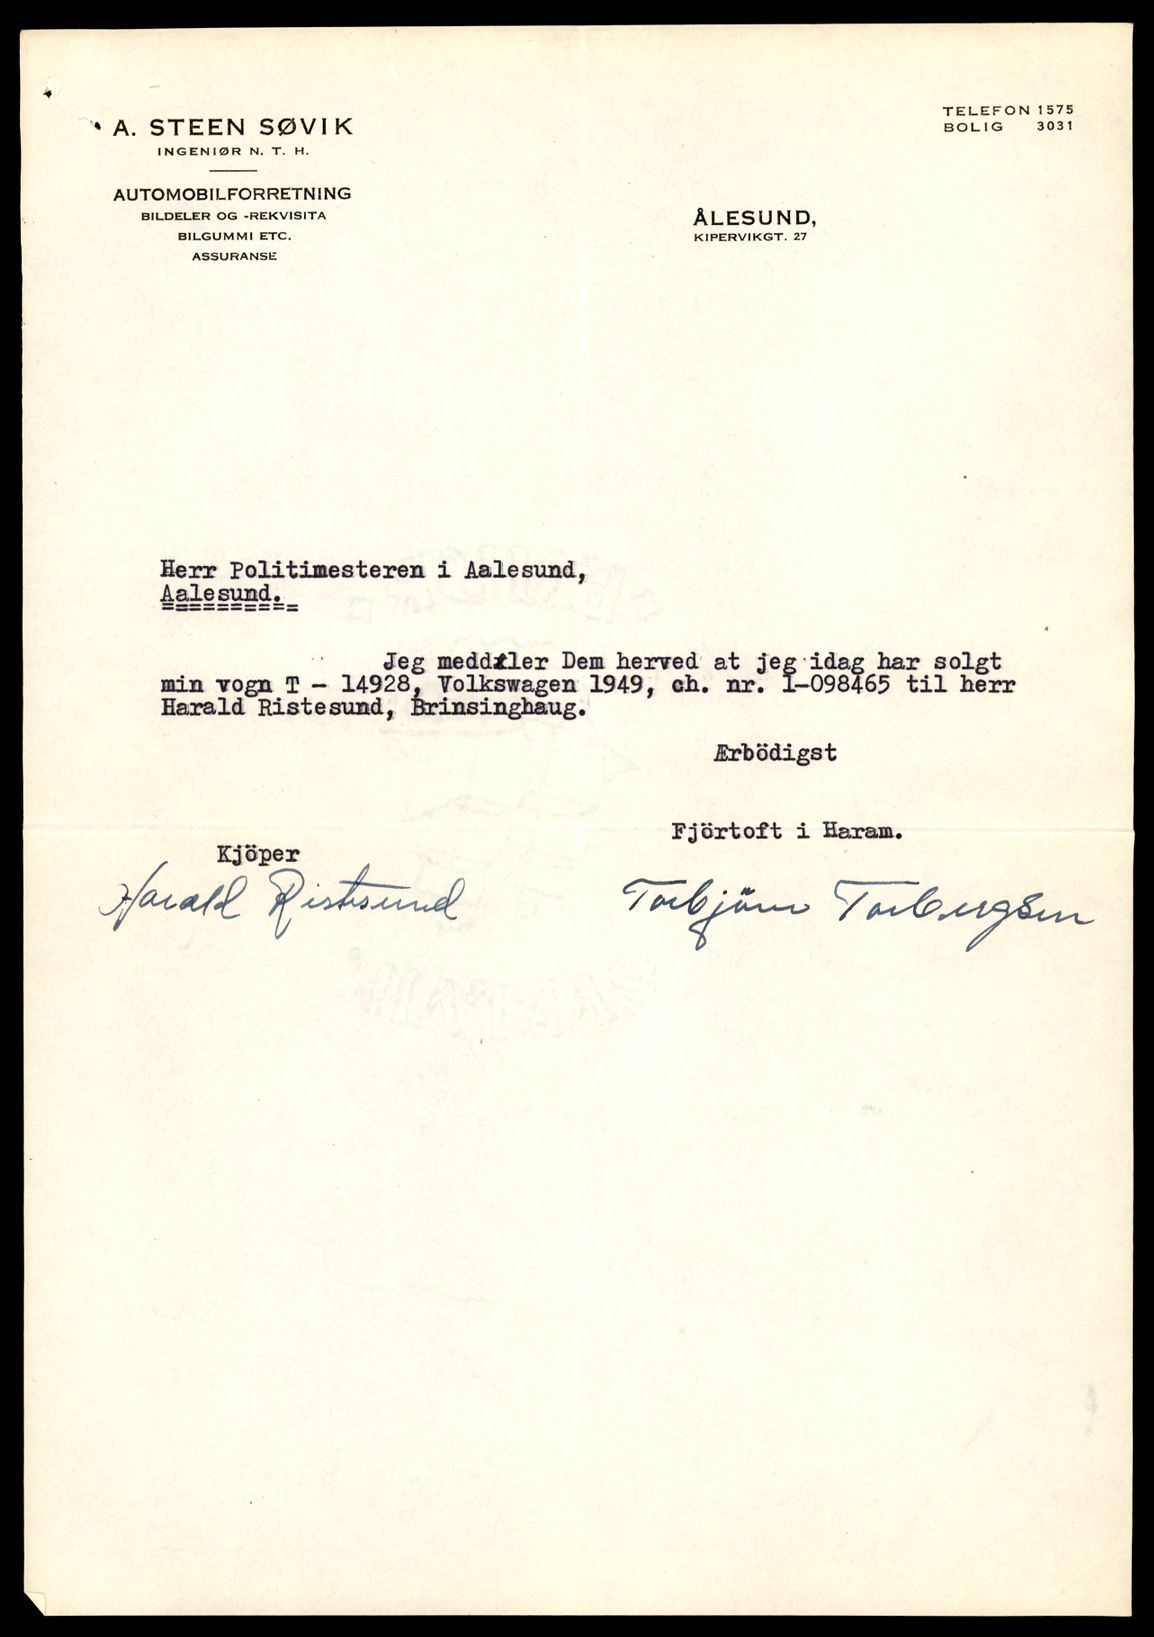 A. STEEN SØVIK
INGENIØR N. T. H.
AUTOMOBILFORRETNING
BILDELER OG -REKVISITA
BILGUMMI ETC.
ASSURANSE
TELEFON 1575
BOLIG 3031
ÅLESUND,
KIPERVIKGT. 27
Herr Politimesteren i Aalesund,
Aalesund.
==========
Jeg meddeler Dem herved at jeg idag har solgt
min vogn T - 14928, Volkswagen 1949, ch. nr. 1-098465 til herr
Harald Ristesund, Brinsinghaug.
Ærbödigst
Fjörtoft i Haram.
Kjöper
Harald Ristesund
Torbjörn Torbergsen